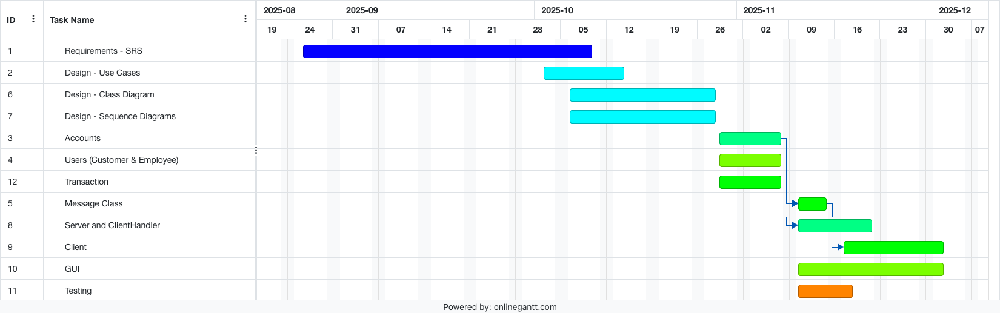 2025-08 2025-09 2025-10 2025-11 2025-12
ID Task Name
19 24 31 07 14 21 28 05 12 19 26 02 09 16 23 30 07
1 Requirements - SRS
2 Design - Use Cases
6 Design - Class Diagram
7 Design - Sequence Diagrams
3 Accounts
4 Users (Customer & Employee)
12 Transaction
5 Message Class
8 Server and ClientHandler
9 Client
10 GUI
11 Testing
Powered by: onlinegantt.com